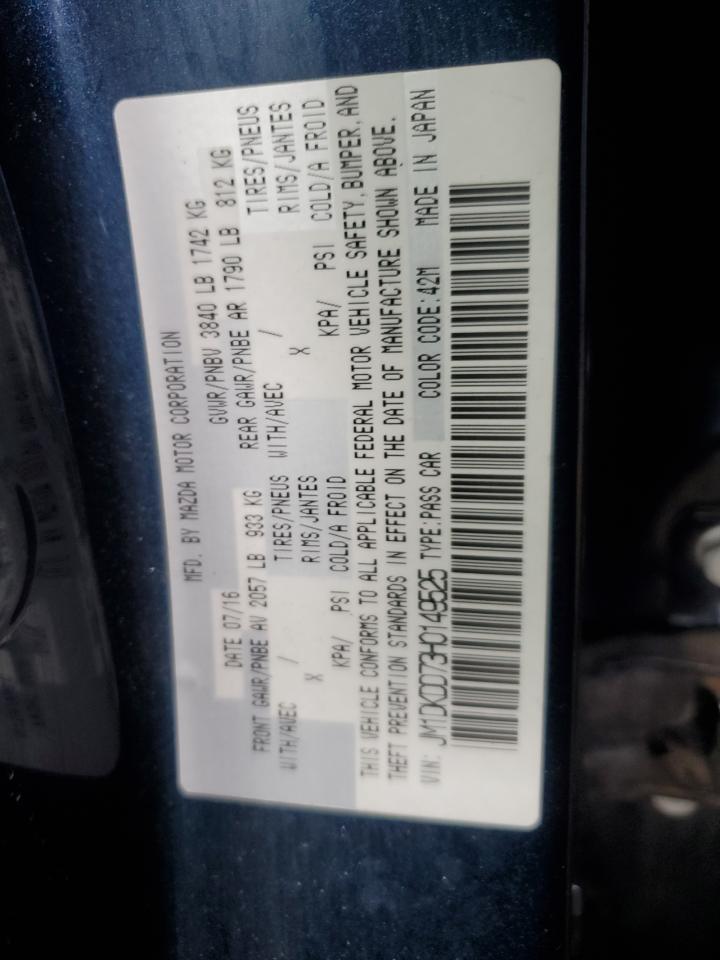 MFD. BY MAZDA MOTOR CORPORATION
DATE 07/16 GVWR/PNBV 3840 LB 1742 KG
FRONT GAWR/PNBE AV 2057 LB 933 KG REAR GAWR/PNBE AR 1790 LB 812 KG
WITH/AVEC / TIRES/PNEUS WITH/AVEC / TIRES/PNEUS
X RIMS/JANTES X RIMS/JANTES
KPA/ PSI COLD/A FROID KPA/ PSI COLD/A FROID
THIS VEHICLE CONFORMS TO ALL APPLICABLE FEDERAL MOTOR VEHICLE SAFETY, BUMPER, AND
THEFT PREVENTION STANDARDS IN EFFECT ON THE DATE OF MANUFACTURE SHOWN ABOVE.
VIN: JM1DKDD73H0149525 TYPE:PASS CAR COLOR CODE:42M MADE IN JAPAN